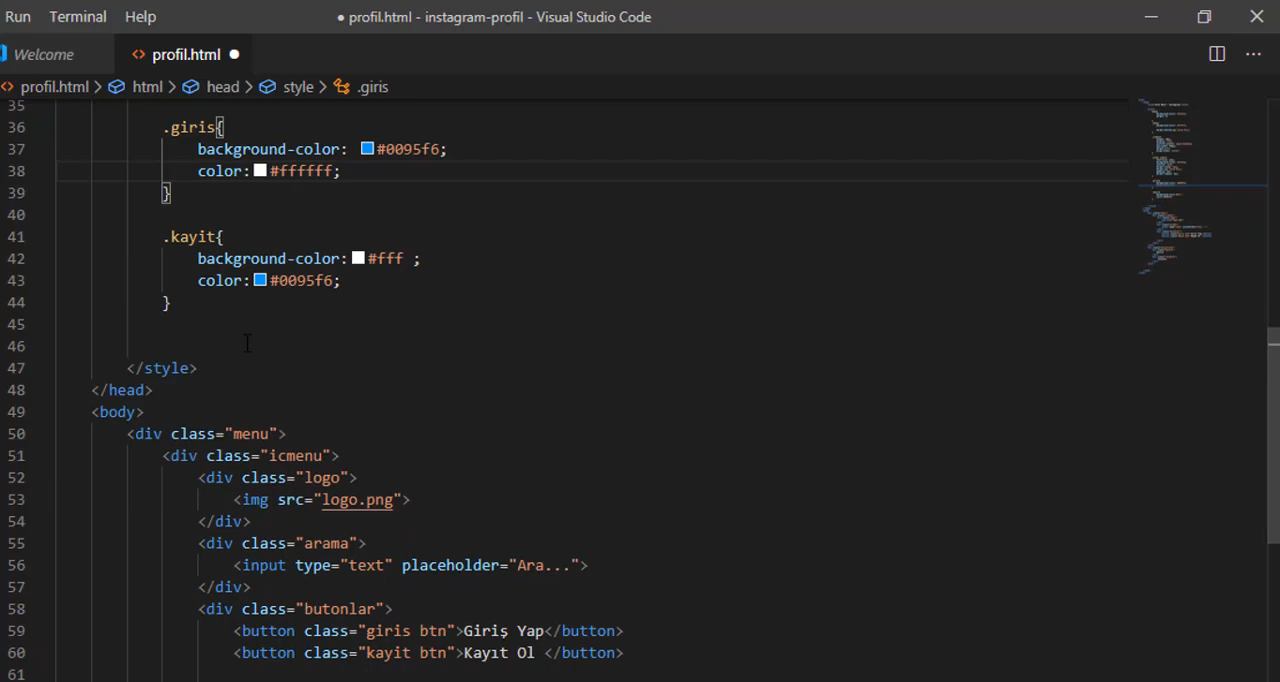 Run Terminal Help ● profil.html - instagram-profil - Visual Studio Code
Welcome profil.html
profil.html > html > head > style > .giris
35
36 .giris{
37 background-color: #0095f6;
38 color: #ffffff;
39 }
40
41 .kayit{
42 background-color: #fff ;
43 color: #0095f6;
44 }
45
46
47 </style>
48 </head>
49 <body>
50 <div class="menu">
51 <div class="icmenu">
52 <div class="logo">
53 <img src="logo.png">
54 </div>
55 <div class="arama">
56 <input type="text" placeholder="Ara...">
57 </div>
58 <div class="butonlar">
59 <button class="giris btn">Giriş Yap</button>
60 <button class="kayit btn">Kayıt Ol </button>
61